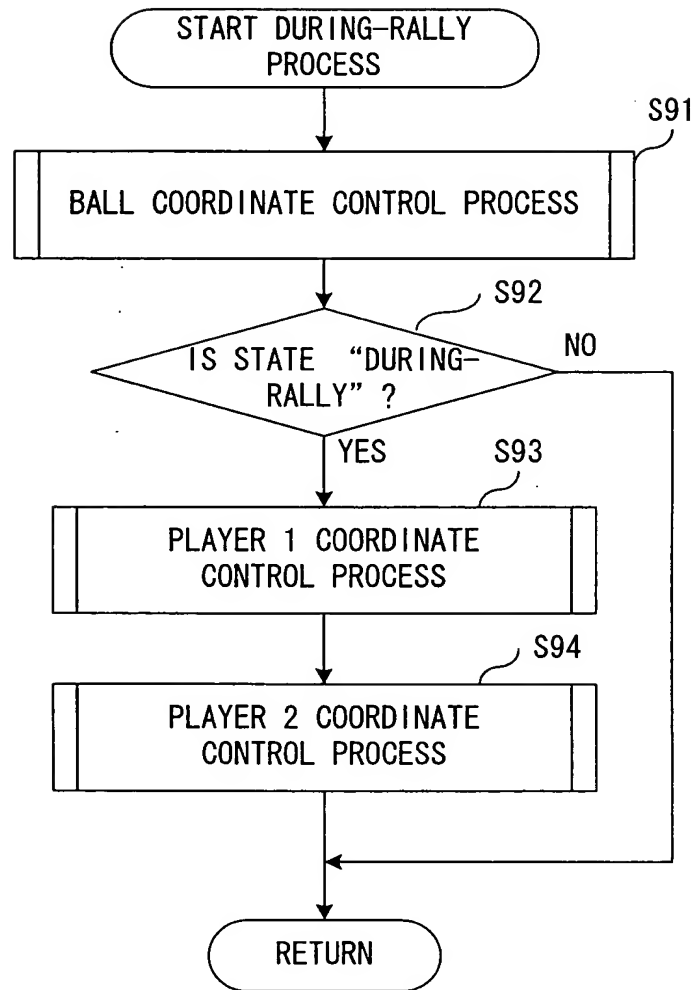 START DURING-RALLY
PROCESS
S91
BALL COORDINATE CONTROL PROCESS
S92
IS STATE “DURING-
RALLY” ?
NO
YES
S93
PLAYER 1 COORDINATE
CONTROL PROCESS
S94
PLAYER 2 COORDINATE
CONTROL PROCESS
RETURN